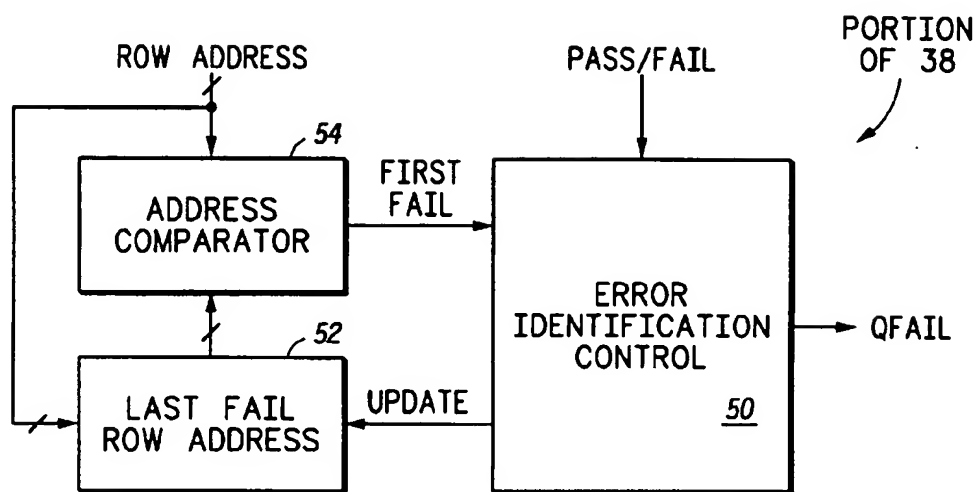 PORTION
OF 38
ROW ADDRESS
PASS/FAIL
54
FIRST
FAIL
ADDRESS
COMPARATOR
ERROR
IDENTIFICATION
CONTROL
QFAIL
52
UPDATE
50
LAST FAIL
ROW ADDRESS